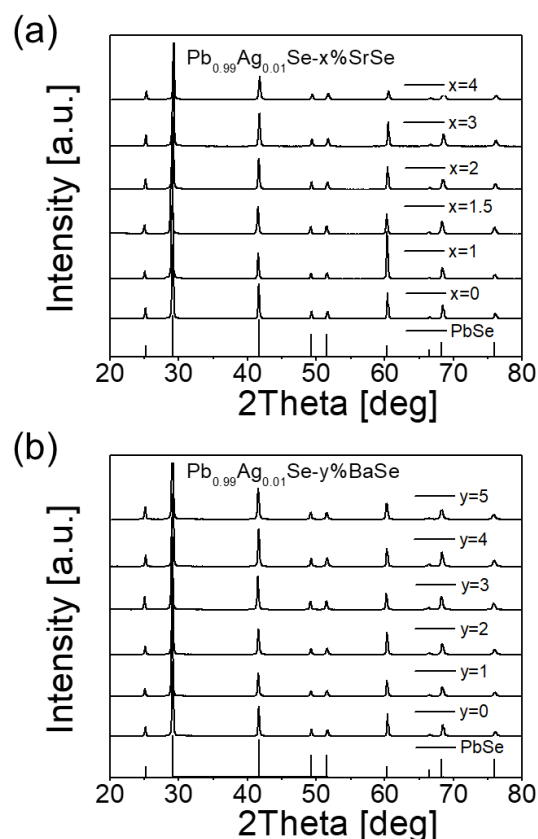 (a)
Pb0.99Ag0.01Se-x%SrSe
x=4
x=3
x=2
x=1.5
x=1
x=0
PbSe
Intensity [a.u.]
20 30 40 50 60 70 80
2Theta [deg]
(b)
Pb0.99Ag0.01Se-y%BaSe
y=5
y=4
y=3
y=2
y=1
y=0
PbSe
Intensity [a.u.]
20 30 40 50 60 70 80
2Theta [deg]